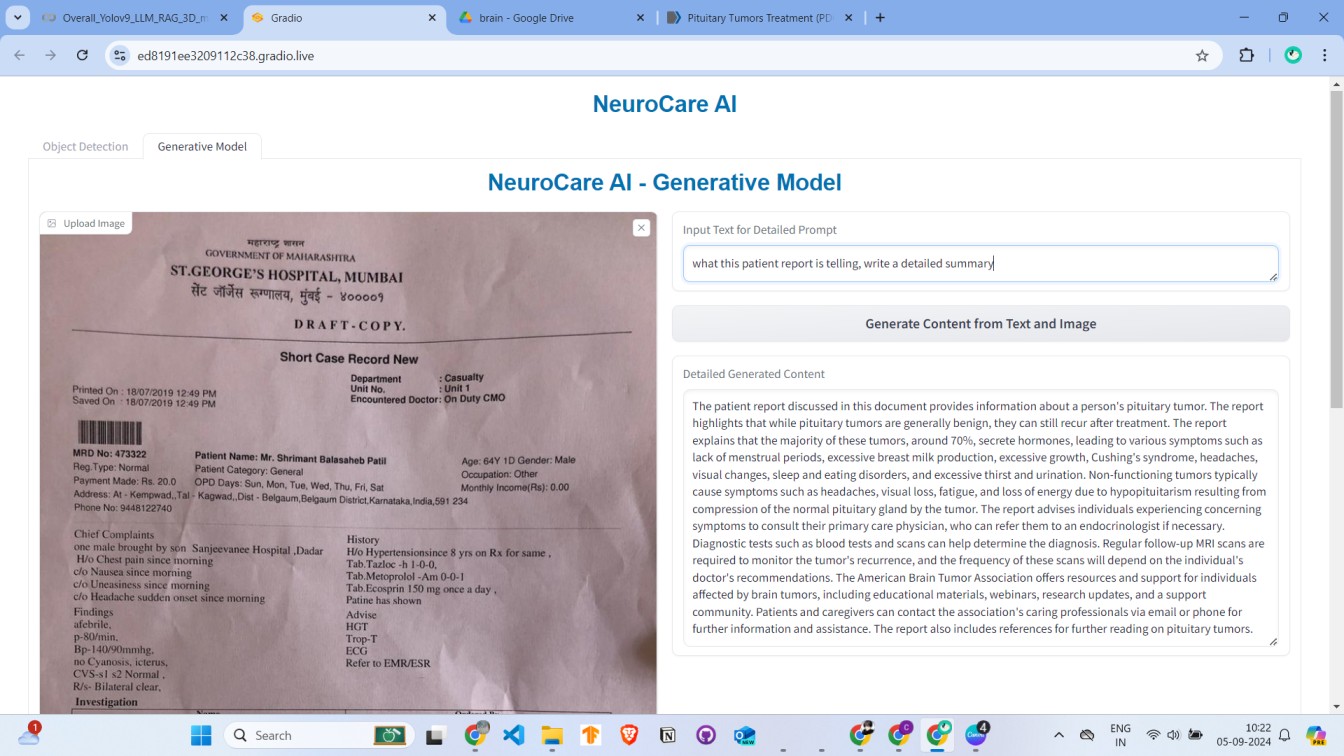 Overall_Yolov9_LLM_RAG_3D_m
Gradio
brain - Google Drive
Pituitary Tumors Treatment (PD
ed8191ee3209112c38.gradio.live
NeuroCare AI
Object Detection
Generative Model
NeuroCare AI - Generative Model
Upload Image
महाराष्ट्र शासन
GOVERNMENT OF MAHARASHTRA
ST.GEORGE'S HOSPITAL, MUMBAI
सेंट जॉर्जेस रूग्णालय, मुंबई - ४००००१
DRAFT-COPY.
Short Case Record New
Printed On : 18/07/2019 12:49 PM
Saved On : 18/07/2019 12:49 PM
Department : Casualty
Unit No. : Unit 1
Encountered Doctor: On Duty CMO
MRD No: 473322
Patient Name: Mr. Shrimant Balasaheb Patil
Age: 64Y 1D Gender: Male
Reg.Type: Normal
Patient Category: General
Occupation: Other
Payment Made: Rs. 20.0
OPD Days: Sun, Mon, Tue, Wed, Thu, Fri, Sat
Monthly Income(Rs): 0.00
Address: At - Kempwad,,Tal - Kagwad,,Dist - Belgaum,Belgaum District,Karnataka,India,591 234
Phone No: 9448122740
Chief Complaints
one male brought by son Sanjeevanee Hospital ,Dadar
H/o Chest pain since morning
c/o Nausea since morning
c/o Uneasiness since morning
c/o Headache sudden onset since morning
Findings
afebrile,
p-80/min,
Bp-140/90mmhg,
no Cyanosis, icterus,
CVS-s1 s2 Normal ,
R/s- Bilateral clear,
Investigation
History
H/o Hypertensionsince 8 yrs on Rx for same ,
Tab.Tazloc -h 1-0-0,
Tab.Metoprolol -Am 0-0-1
Tab.Ecosprin 150 mg once a day ,
Patine has shown
Advise
HGT
Trop-T
ECG
Refer to EMR/ESR
Input Text for Detailed Prompt
what this patient report is telling, write a detailed summary
Generate Content from Text and Image
Detailed Generated Content
The patient report discussed in this document provides information about a person's pituitary tumor. The report
highlights that while pituitary tumors are generally benign, they can still recur after treatment. The report
explains that the majority of these tumors, around 70%, secrete hormones, leading to various symptoms such as
lack of menstrual periods, excessive breast milk production, excessive growth, Cushing's syndrome, headaches,
visual changes, sleep and eating disorders, and excessive thirst and urination. Non-functioning tumors typically
cause symptoms such as headaches, visual loss, fatigue, and loss of energy due to hypopituitarism resulting from
compression of the normal pituitary gland by the tumor. The report advises individuals experiencing concerning
symptoms to consult their primary care physician, who can refer them to an endocrinologist if necessary.
Diagnostic tests such as blood tests and scans can help determine the diagnosis. Regular follow-up MRI scans are
required to monitor the tumor's recurrence, and the frequency of these scans will depend on the individual's
doctor's recommendations. The American Brain Tumor Association offers resources and support for individuals
affected by brain tumors, including educational materials, webinars, research updates, and a support
community. Patients and caregivers can contact the association's caring professionals via email or phone for
further information and assistance. The report also includes references for further reading on pituitary tumors.
1
Search
C
4
ENG
IN
10:22
05-09-2024